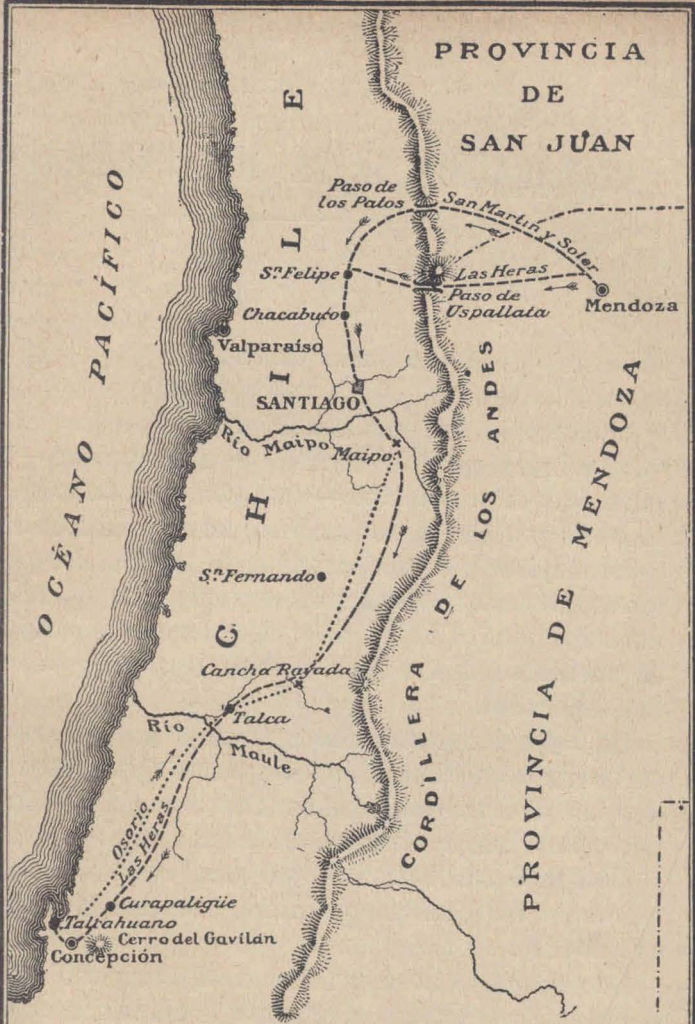 PROVINCIA
DE
SAN JUAN
OCÉANO PACÍFICO
CHILE
Paso de
los Patos
San Martín y Soler
Sn. Felipe
Las Heras
Paso de
Uspallata
Mendoza
Chacabuco
Valparaíso
SANTIAGO
Río Maipo
Maipo
CORDILLERA DE LOS ANDES
PROVINCIA DE MENDOZA
Sn. Fernando
Cancha Rayada
Talca
Río Maule
Osorio
Las Heras
Curapaligüe
Talcahuano
Cerro del Gavilán
Concepción